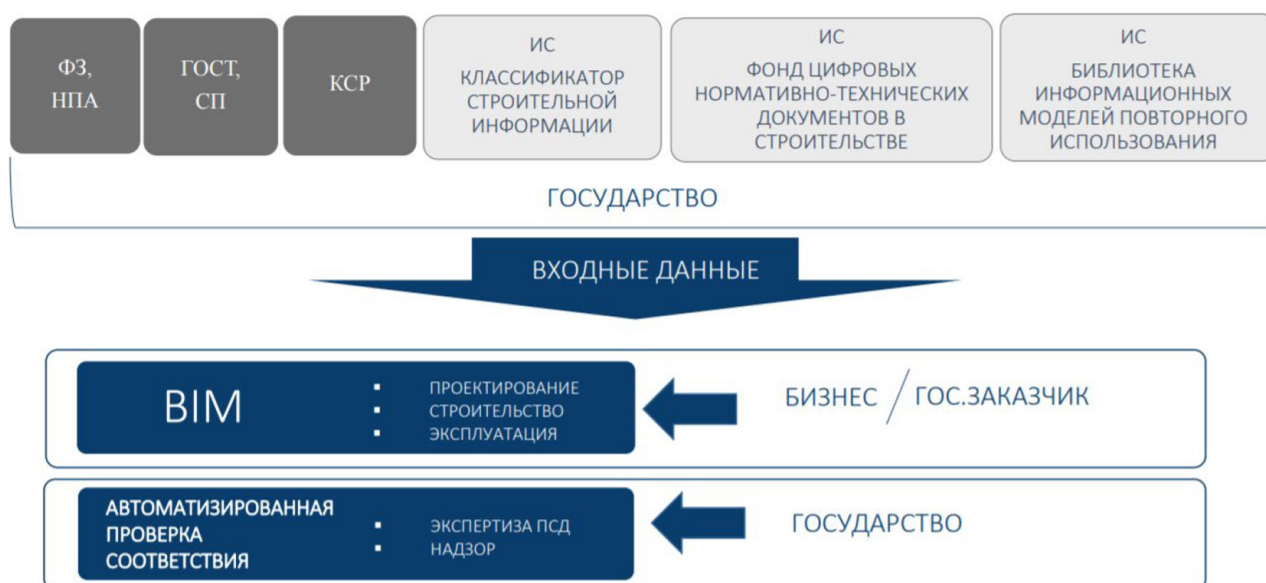 ФЗ,
НПА
ГОСТ,
СП
КСР
ИС
КЛАССИФИКАТОР
СТРОИТЕЛЬНОЙ
ИНФОРМАЦИИ
ИС
ФОНД ЦИФРОВЫХ
НОРМАТИВНО-ТЕХНИЧЕСКИХ
ДОКУМЕНТОВ В
СТРОИТЕЛЬСТВЕ
ИС
БИБЛИОТЕКА
ИНФОРМАЦИОННЫХ
МОДЕЛЕЙ ПОВТОРНОГО
ИСПОЛЬЗОВАНИЯ
ГОСУДАРСТВО
ВХОДНЫЕ ДАННЫЕ
BIM
▪ ПРОЕКТИРОВАНИЕ
▪ СТРОИТЕЛЬСТВО
▪ ЭКСПЛУАТАЦИЯ
БИЗНЕС / ГОС.ЗАКАЗЧИК
АВТОМАТИЗИРОВАННАЯ
ПРОВЕРКА
СООТВЕТСТВИЯ
▪ ЭКСПЕРТИЗА ПСД
▪ НАДЗОР
ГОСУДАРСТВО